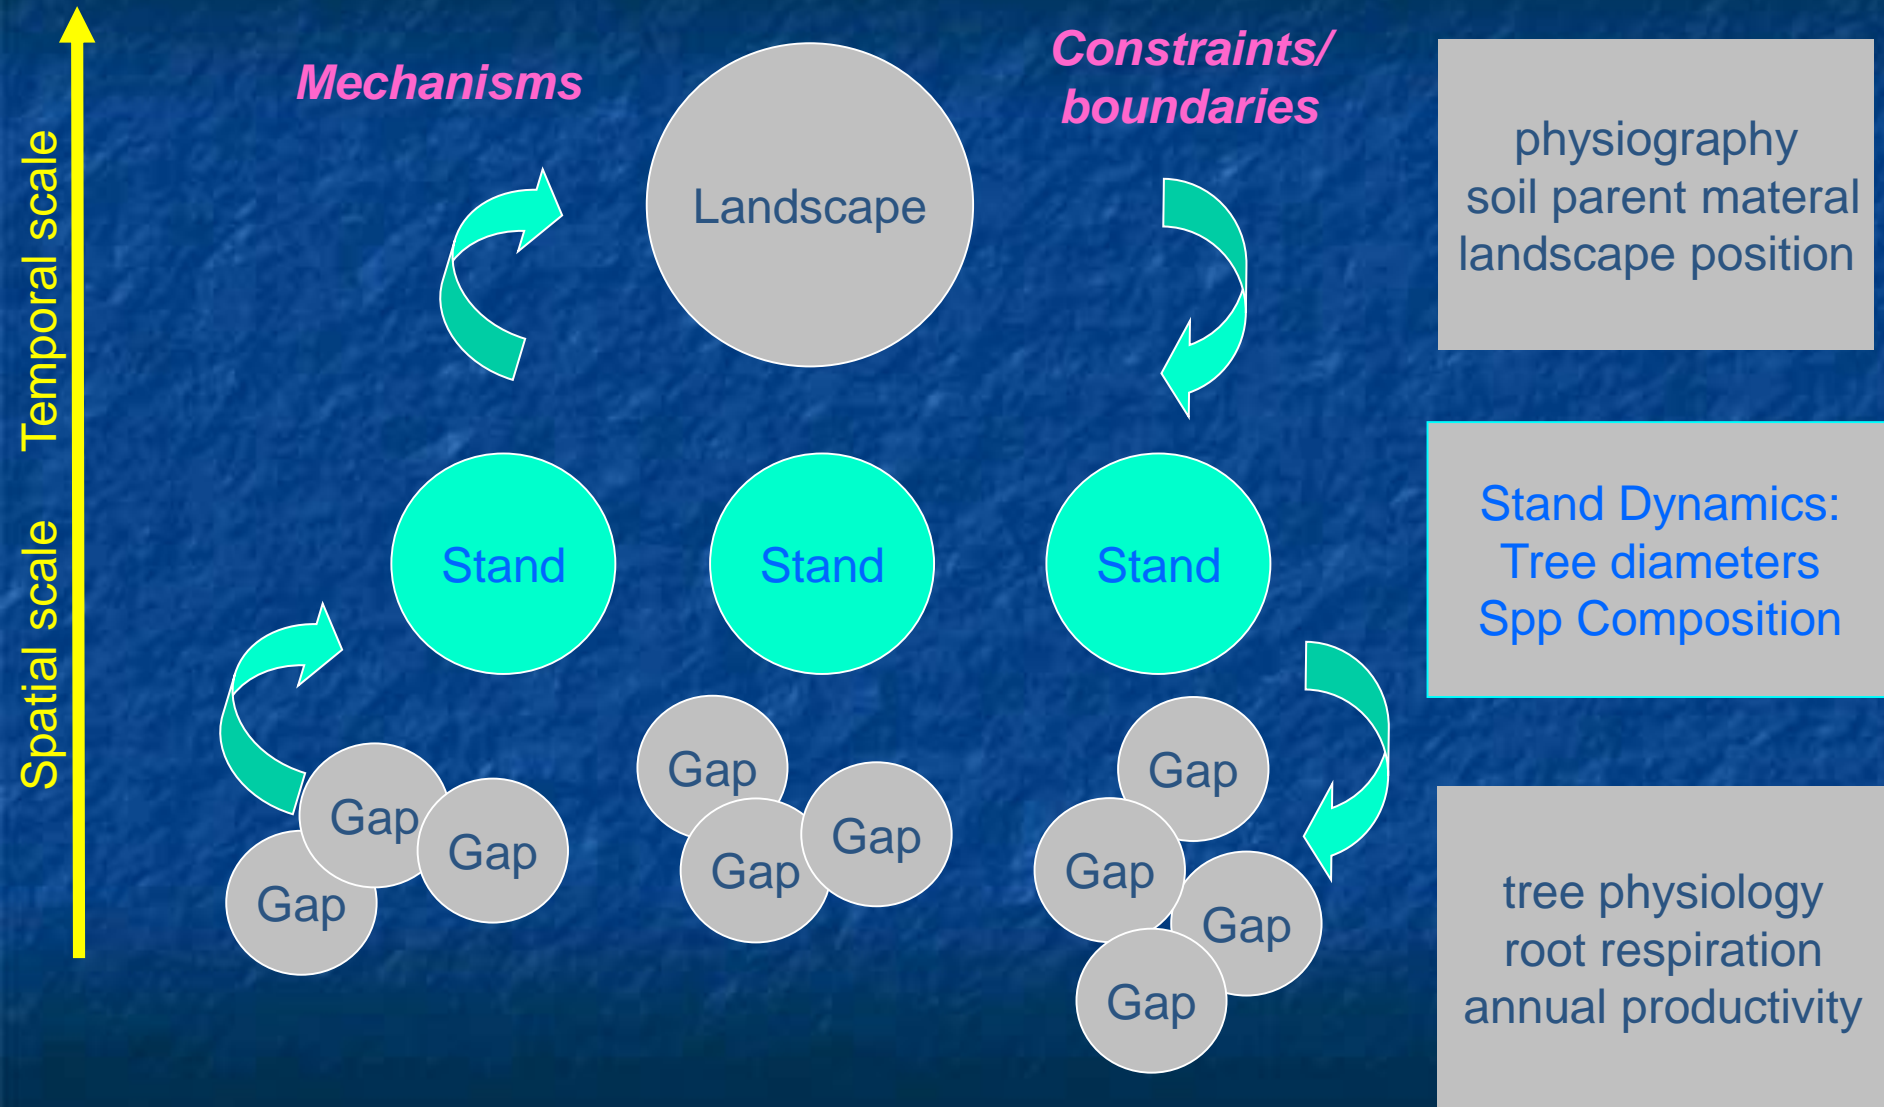 Mechanisms
Constraints/
boundaries
Temporal scale
Spatial scale
Landscape
physiography
soil parent materal
landscape position
Stand
Stand
Stand
Stand Dynamics:
Tree diameters
Spp Composition
Gap
Gap
Gap
Gap
Gap
Gap
Gap
Gap
Gap
Gap
tree physiology
root respiration
annual productivity